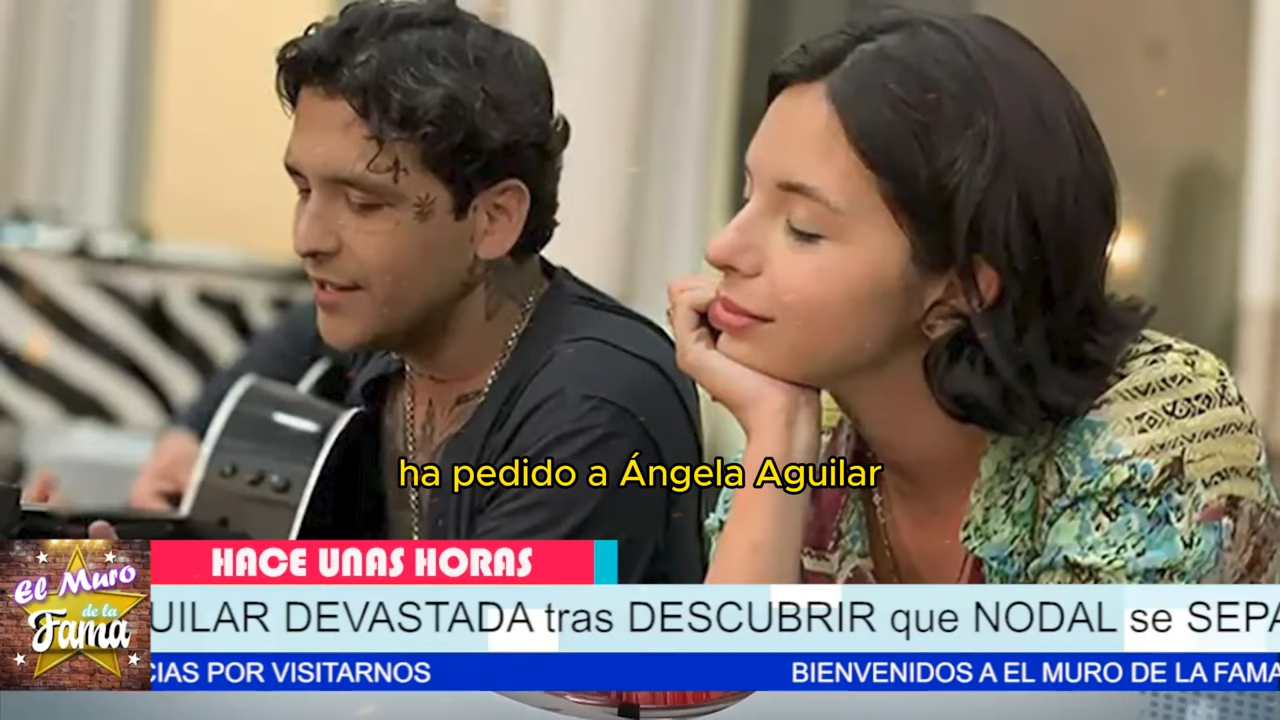 ha pedido a Ángela Aguilar
HACE UNAS HORAS
El Muro
de la
Fama
UILAR DEVASTADA tras DESCUBRIR que NODAL se SEPA
CIAS POR VISITARNOS
BIENVENIDOS A EL MURO DE LA FAMA